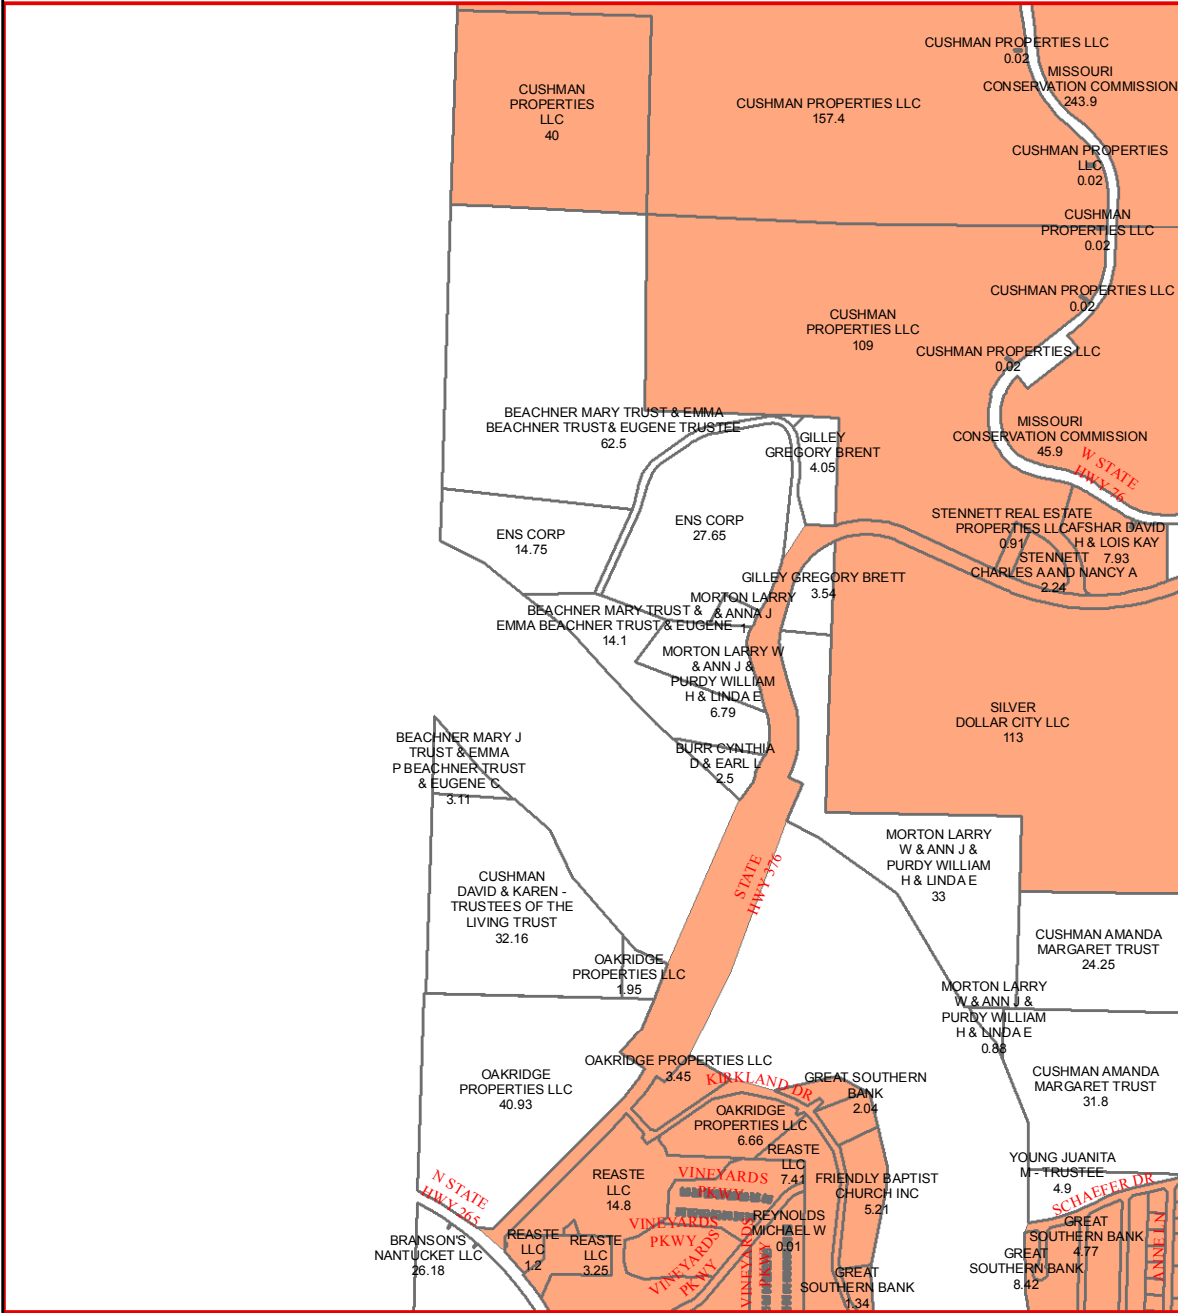 CUSHMAN PROPERTIES LLC
0.02
MISSOURI
CONSERVATION COMMISSION
243.9
CUSHMAN
PROPERTIES
LLC
40
CUSHMAN PROPERTIES LLC
157.4
CUSHMAN PROPERTIES
LLC
0.02
CUSHMAN
PROPERTIES LLC
0.02
CUSHMAN PROPERTIES LLC
0.02
CUSHMAN
PROPERTIES LLC
109
CUSHMAN PROPERTIES LLC
0.02
BEACHNER MARY TRUST & EMMA
BEACHNER TRUST& EUGENE TRUSTEE
62.5
GILLEY
GREGORY BRENT
4.05
MISSOURI
CONSERVATION COMMISSION
45.9
W STATE
HWY 76
ENS CORP
14.75
ENS CORP
27.65
STENNETT REAL ESTATE
PROPERTIES LLC
0.91
AFSHAR DAVID
H & LOIS KAY
7.93
STENNETT
CHARLES A AND NANCY A
2.24
GILLEY GREGORY BRETT
3.54
MORTON LARRY
& ANNA J
1
BEACHNER MARY TRUST &
EMMA BEACHNER TRUST & EUGENE
14.1
MORTON LARRY W
& ANN J &
PURDY WILLIAM
H & LINDA E
6.79
SILVER
DOLLAR CITY LLC
113
BURR CYNTHIA
D & EARL L
2.5
BEACHNER MARY J
TRUST & EMMA
P BEACHNER TRUST
& EUGENE C
3.11
STATE
HWY 376
MORTON LARRY
W & ANN J &
PURDY WILLIAM
H & LINDA E
33
CUSHMAN
DAVID & KAREN -
TRUSTEES OF THE
LIVING TRUST
32.16
CUSHMAN AMANDA
MARGARET TRUST
24.25
OAKRIDGE
PROPERTIES LLC
1.95
MORTON LARRY
W & ANN J &
PURDY WILLIAM
H & LINDA E
0.88
OAKRIDGE PROPERTIES LLC
3.45
KIRKLAND DR
GREAT SOUTHERN
BANK
2.04
OAKRIDGE
PROPERTIES LLC
40.93
CUSHMAN AMANDA
MARGARET TRUST
31.8
OAKRIDGE
PROPERTIES LLC
6.66
REASTE
LLC
7.41
YOUNG JUANITA
M - TRUSTEE
4.9
REASTE
LLC
14.8
VINEYARDS
PKWY
FRIENDLY BAPTIST
CHURCH INC
5.21
SCHAEFER DR
N STATE
HWY 265
VINEYARDS
PKWY
REYNOLDS
MICHAEL W
0.01
GREAT
SOUTHERN BANK
4.77
BRANSON'S
NANTUCKET LLC
26.18
REASTE
LLC
1.2
REASTE
LLC
3.25
VINEYARDS
PKWY
VINEYARDS
PKWY
GREAT
SOUTHERN BANK
1.34
GREAT
SOUTHERN BANK
8.42
ANNE LN